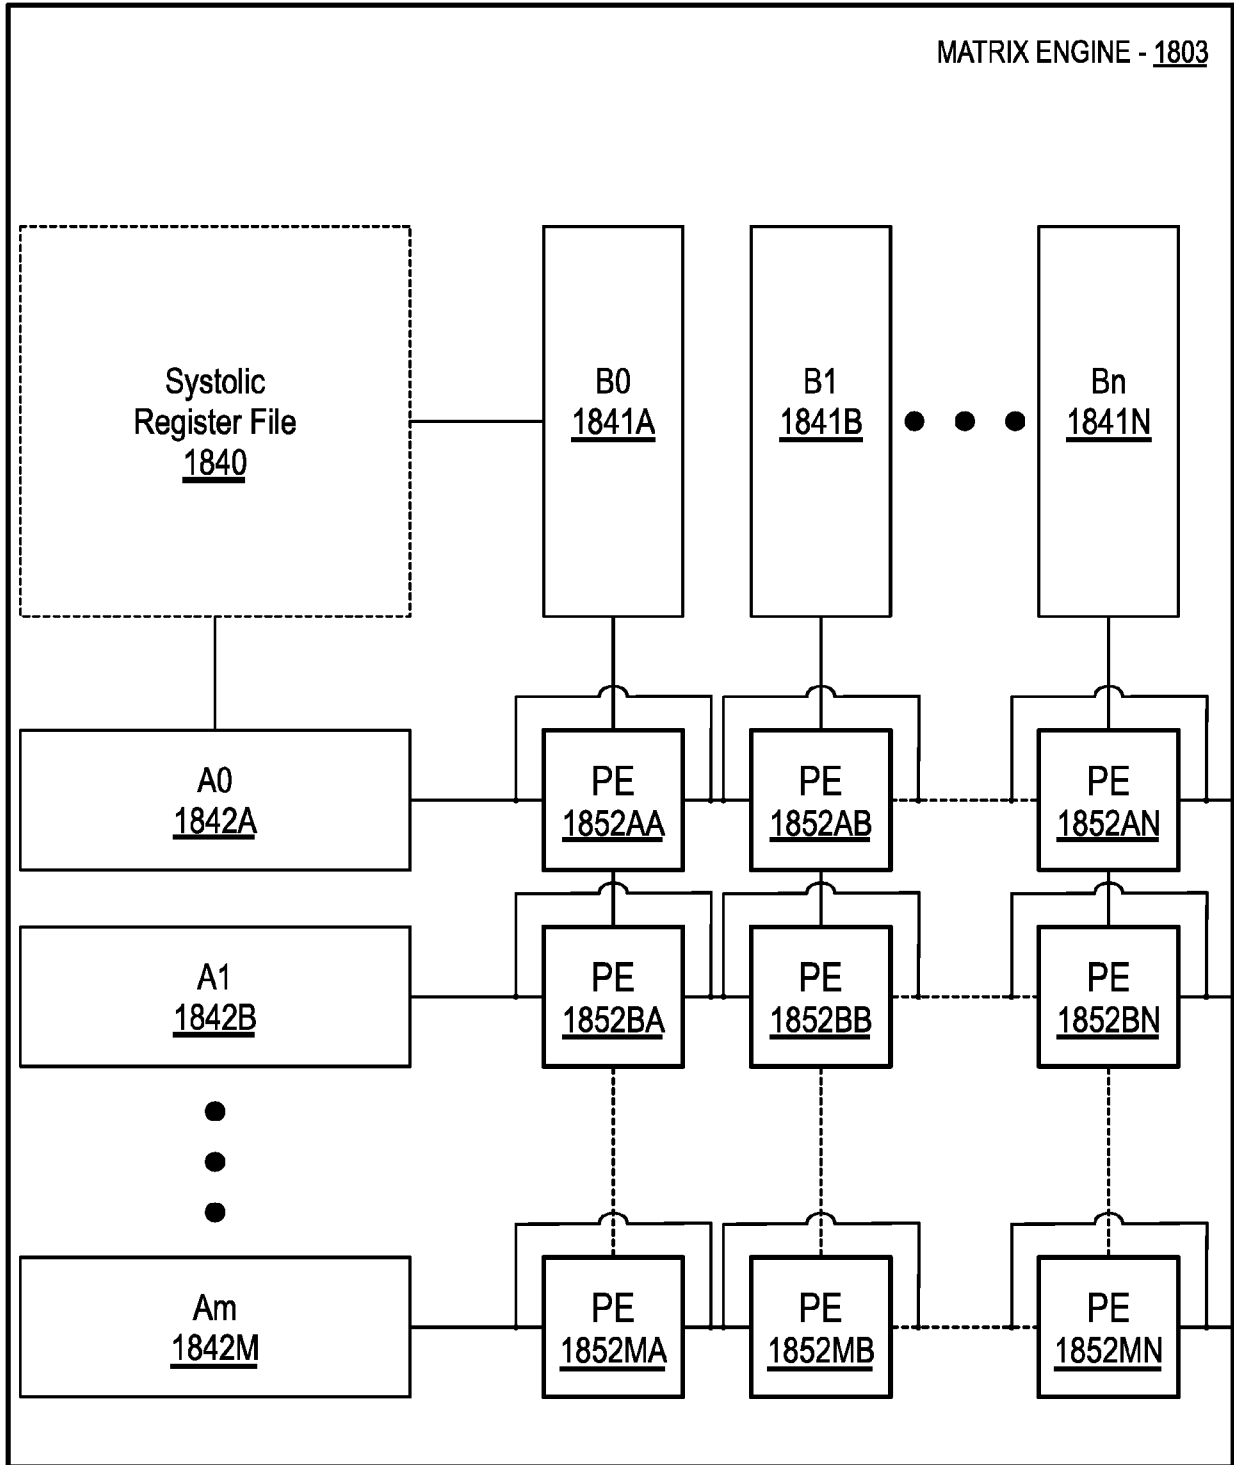 MATRIX ENGINE - 1803
Systolic
Register File
1840
B0
1841A
B1
1841B
Bn
1841N
A0
1842A
PE
1852AA
PE
1852AB
PE
1852AN
A1
1842B
PE
1852BA
PE
1852BB
PE
1852BN
Am
1842M
PE
1852MA
PE
1852MB
PE
1852MN